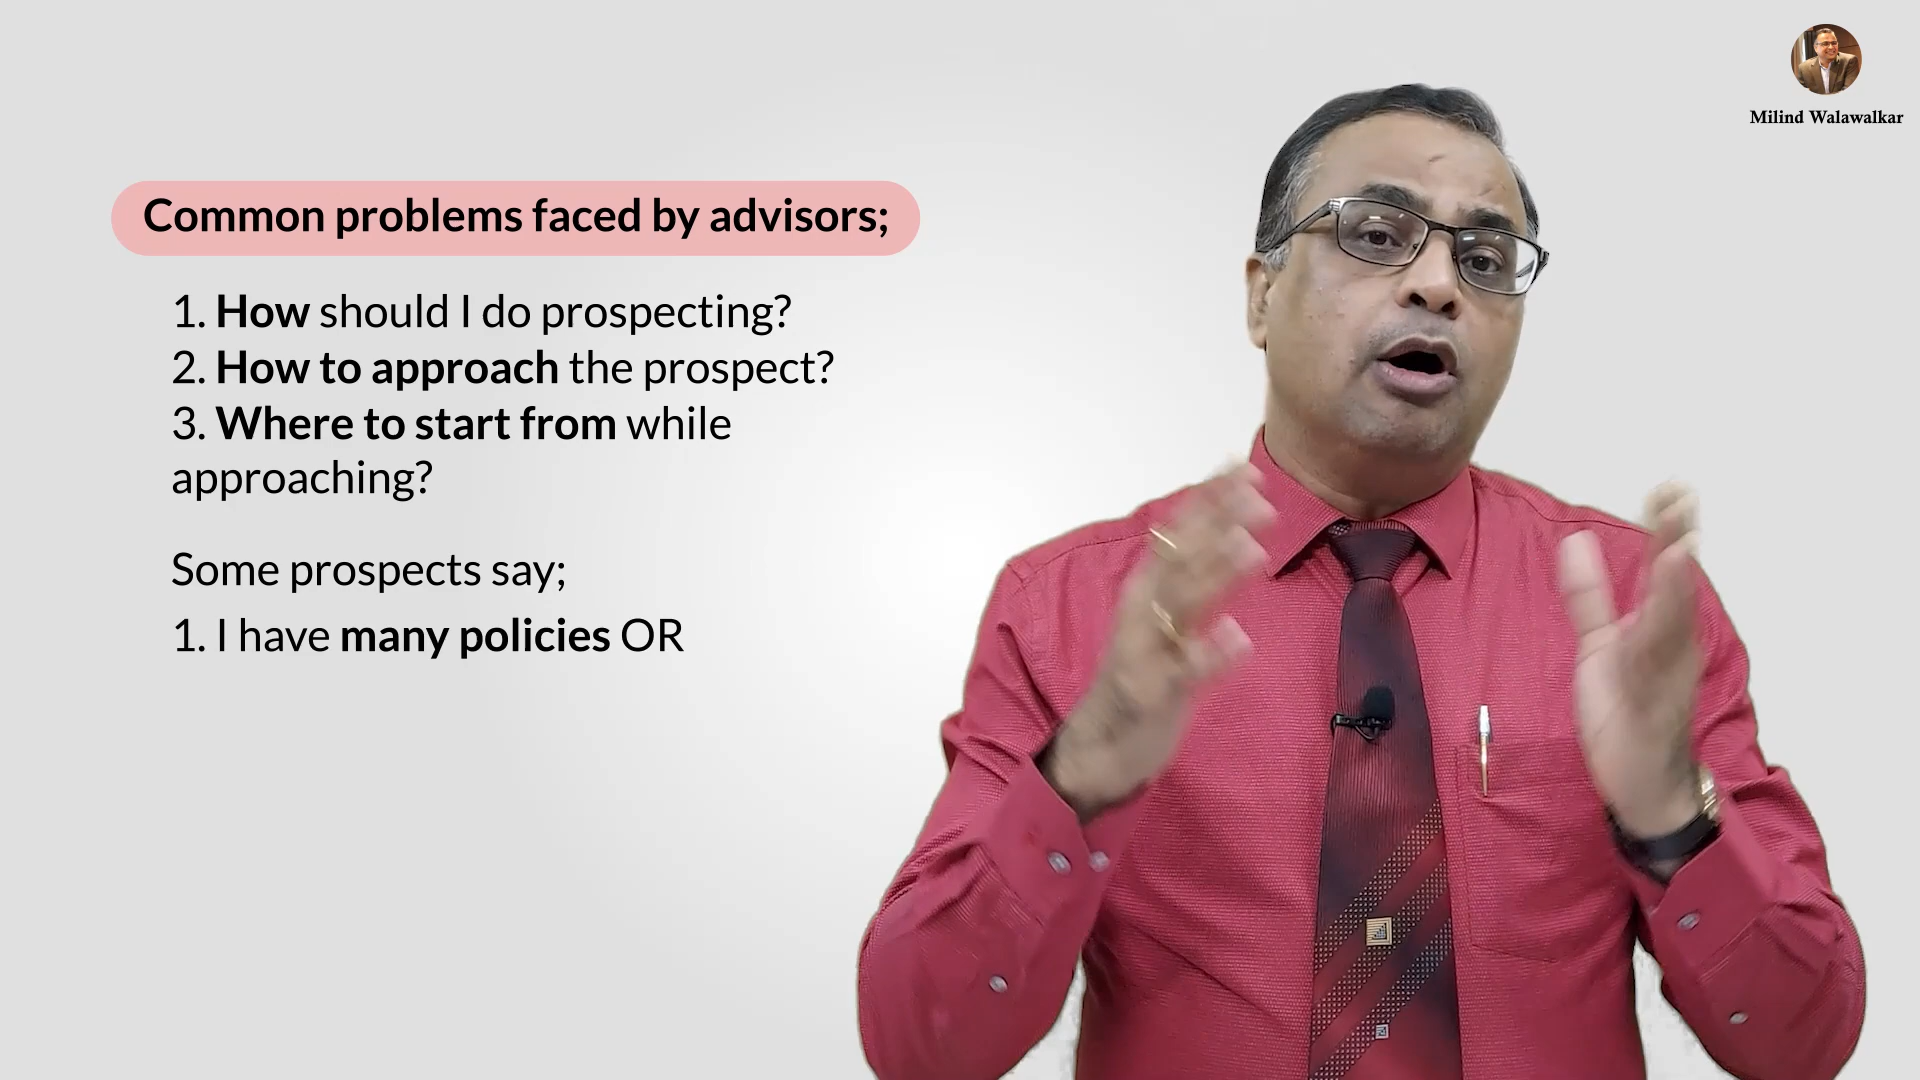 Milind Walawalkar
Common problems faced by advisors;
1. How should I do prospecting?
2. How to approach the prospect?
3. Where to start from while
approaching?
Some prospects say;
1. I have many policies OR